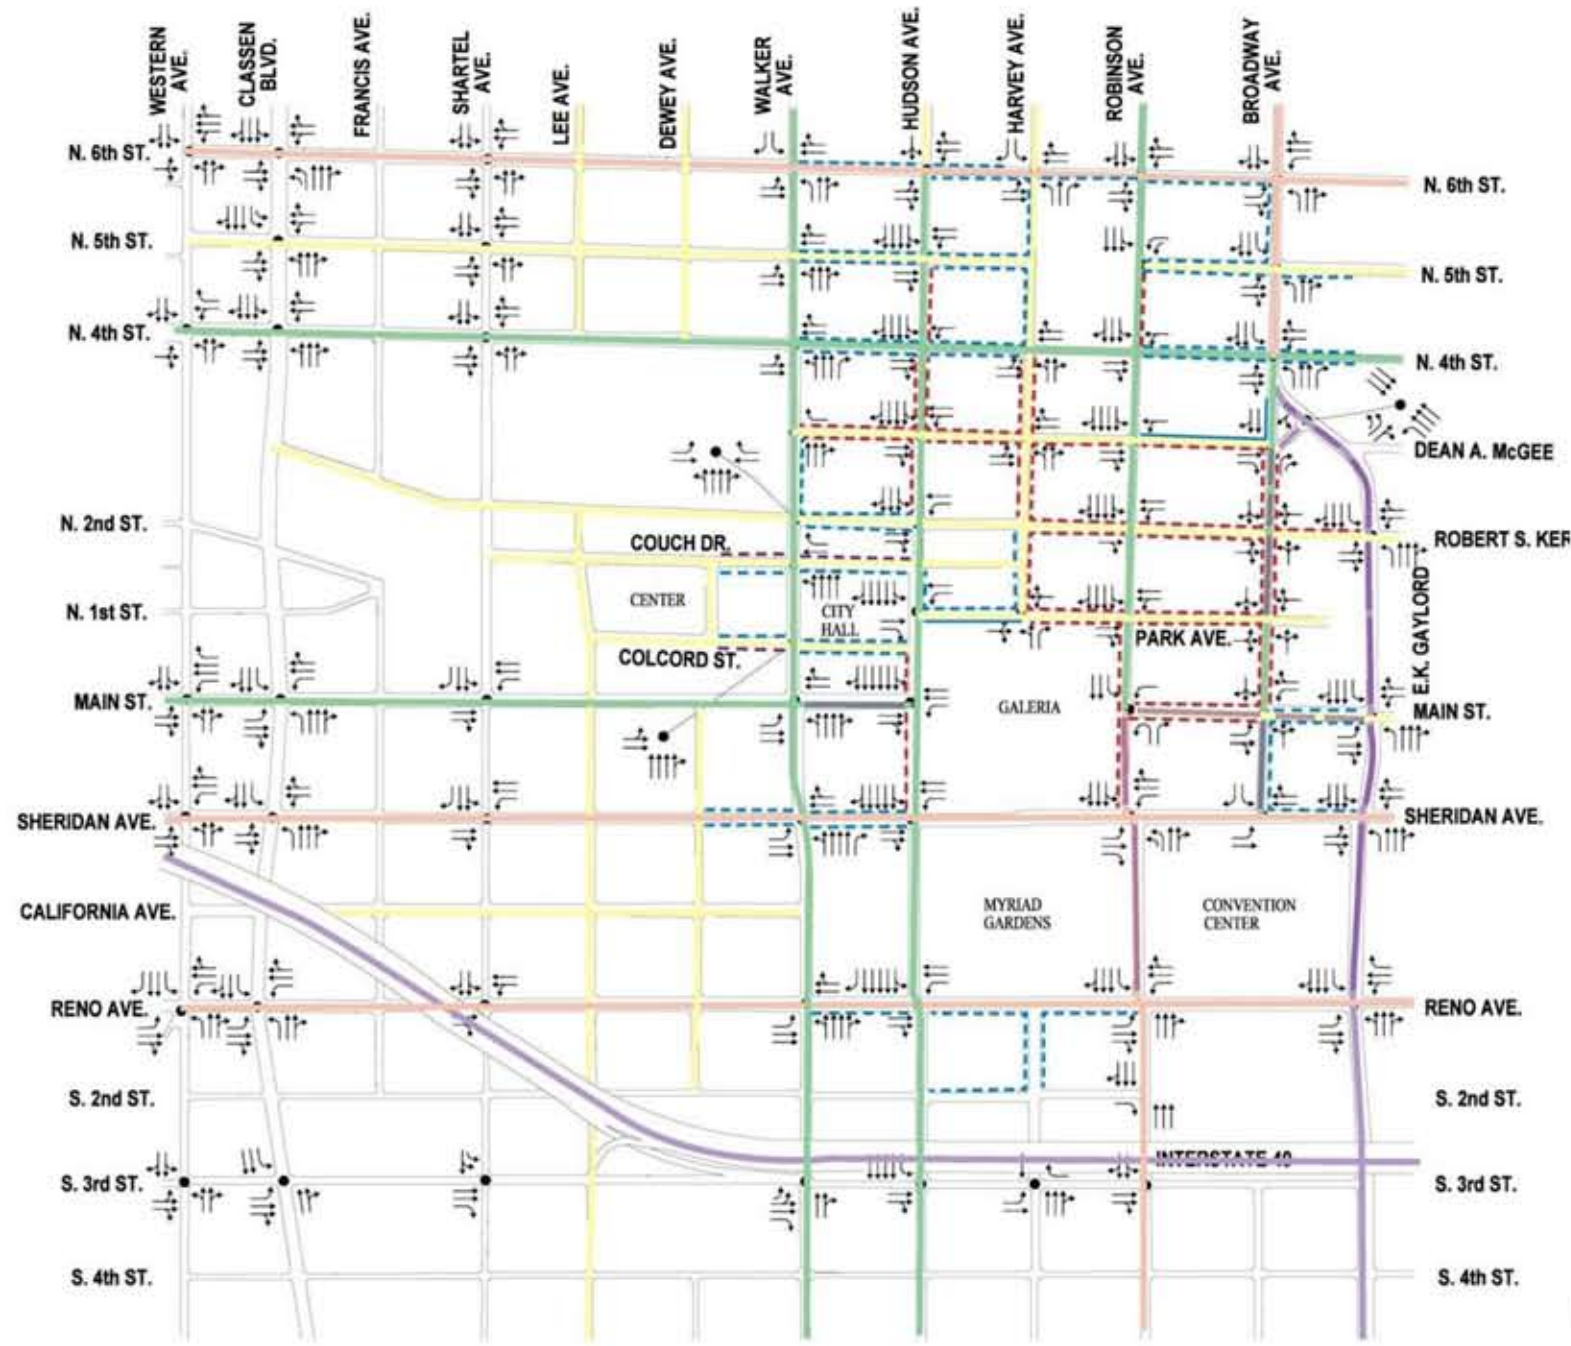 WESTERN
AVE.
CLASSEN
BLVD.
FRANCIS AVE.
SHARTEL
AVE.
LEE AVE.
DEWEY AVE.
WALKER
AVE.
HUDSON AVE.
HARVEY AVE.
ROBINSON
AVE.
BROADWAY
AVE.
N. 6th ST.
N. 6th ST.
N. 5th ST.
N. 5th ST.
N. 4th ST.
N. 4th ST.
DEAN A. McGEE
N. 2nd ST.
COUCH DR.
ROBERT S. KER
E.K. GAYLORD
CENTER
N. 1st ST.
CITY
HALL
PARK AVE.
COLCORD ST.
MAIN ST.
GALERIA
MAIN ST.
SHERIDAN AVE.
SHERIDAN AVE.
CALIFORNIA AVE.
MYRIAD
GARDENS
CONVENTION
CENTER
RENO AVE.
RENO AVE.
S. 2nd ST.
S. 2nd ST.
INTERSTATE 40
S. 3rd ST.
S. 3rd ST.
S. 4th ST.
S. 4th ST.